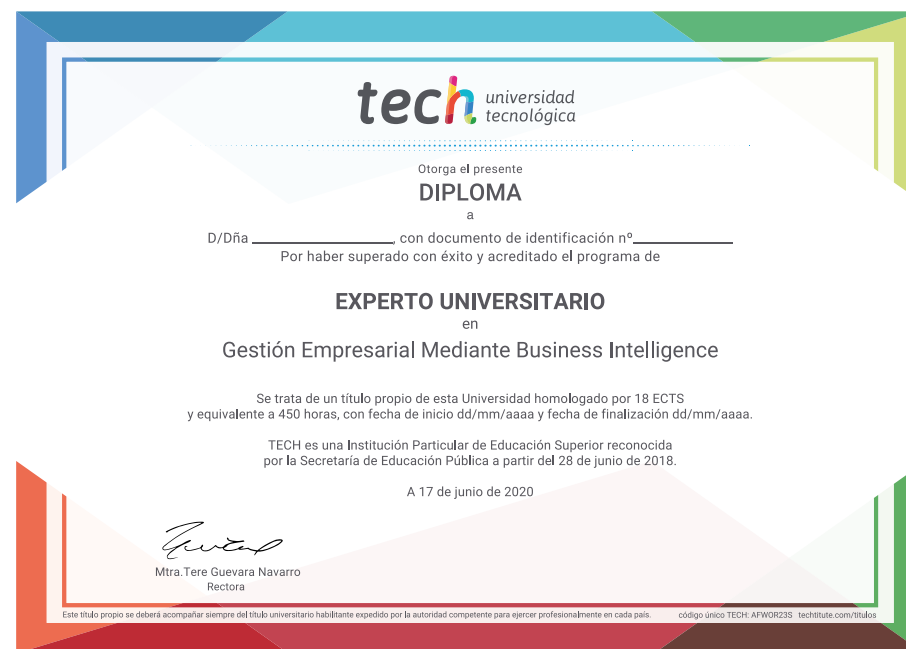 tech universidad
tecnológica
Otorga el presente
DIPLOMA
a
D/Dña ____________________, con documento de identificación nº______________
Por haber superado con éxito y acreditado el programa de
EXPERTO UNIVERSITARIO
en
Gestión Empresarial Mediante Business Intelligence
Se trata de un título propio de esta Universidad homologado por 18 ECTS
y equivalente a 450 horas, con fecha de inicio dd/mm/aaaa y fecha de finalización dd/mm/aaaa.
TECH es una Institución Particular de Educación Superior reconocida
por la Secretaría de Educación Pública a partir del 28 de junio de 2018.
A 17 de junio de 2020
Mtra.Tere Guevara Navarro
Rectora
Este título propio se deberá acompañar siempre del título universitario habilitante expedido por la autoridad competente para ejercer profesionalmente en cada país. código único TECH: AFWOR23S techtitute.com/titulos